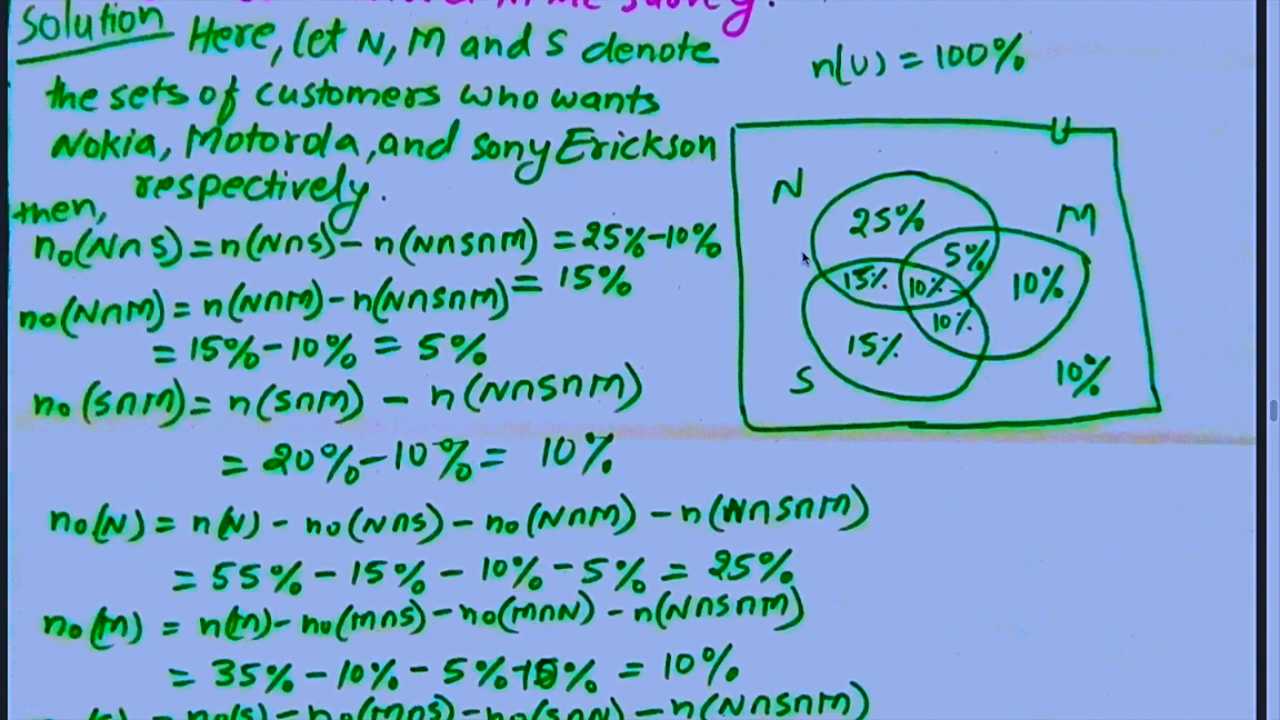 Solution Here, let N, M and S denote
the sets of customers who wants
Nokia, Motorola, and Sony Erickson
respectively.
then,
n₀(N∩S) = n(N∩S) - n(N∩S∩M) = 25% - 10%
= 15%
n₀(N∩M) = n(N∩M) - n(N∩S∩M)
= 15% - 10% = 5%
n₀(S∩M) = n(S∩M) - n(N∩S∩M)
= 20% - 10% = 10%
n₀(N) = n(N) - n₀(N∩S) - n₀(N∩M) - n(N∩S∩M)
= 55% - 15% - 10% - 5% = 25%
n₀(M) = n(M) - n₀(M∩S) - n₀(M∩N) - n(N∩S∩M)
= 35% - 10% - 5% - 10% = 10%
- n₀(M∩S) - n₀(S∩N) - n(N∩S∩M)
n(U) = 100%
U
N
25%
M
5%
15%
10%
10%
10%
15%
S
10%